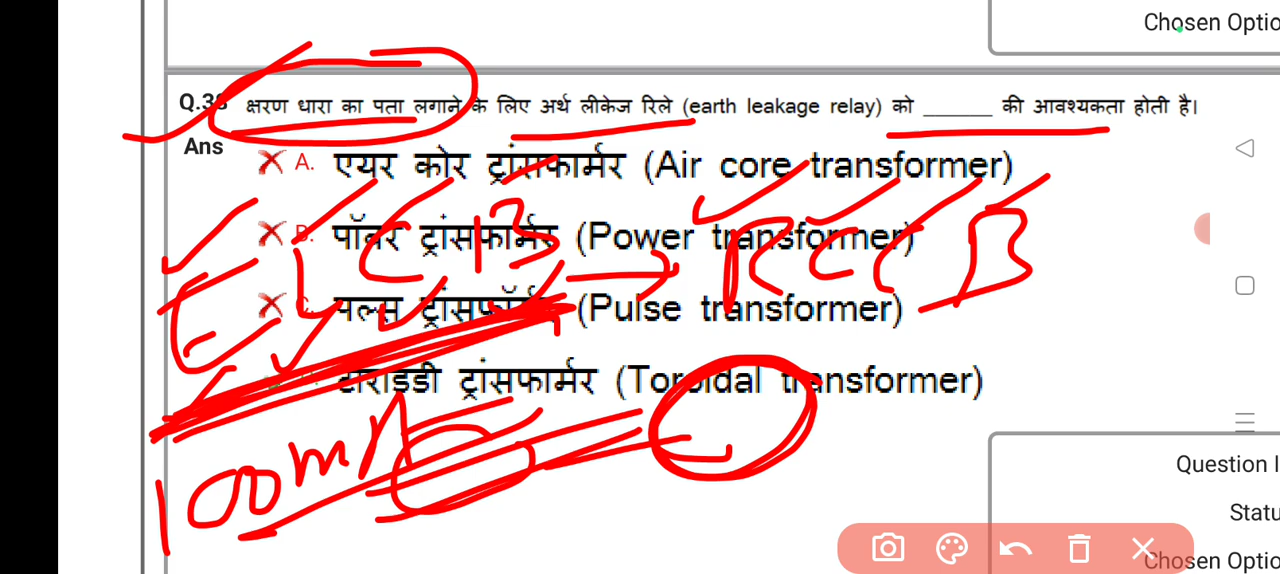 Chosen Optio
Q.38 क्षरण धारा का पता लगाने के लिए अर्थ लीकेज रिले (earth leakage relay) को ______ की आवश्यकता होती है।
Ans
A. एयर कोर ट्रांसफार्मर (Air core transformer)
B. पॉवर ट्रांसफार्मर (Power transformer)
ELCB → RCCB
C. पल्स ट्रांसफॉर्मर (Pulse transformer)
ट्रांसफार्मर (Toroidal transformer)
100mA
Question I
Statu
Chosen Optio